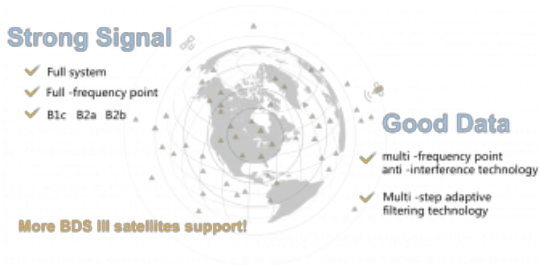 Strong Signal
Full system
Full -frequency point
B1c B2a B2b
Good Data
multi -frequency point
anti -interference technology
Multi -step adaptive
filtering technology
More BDS III satellites support!